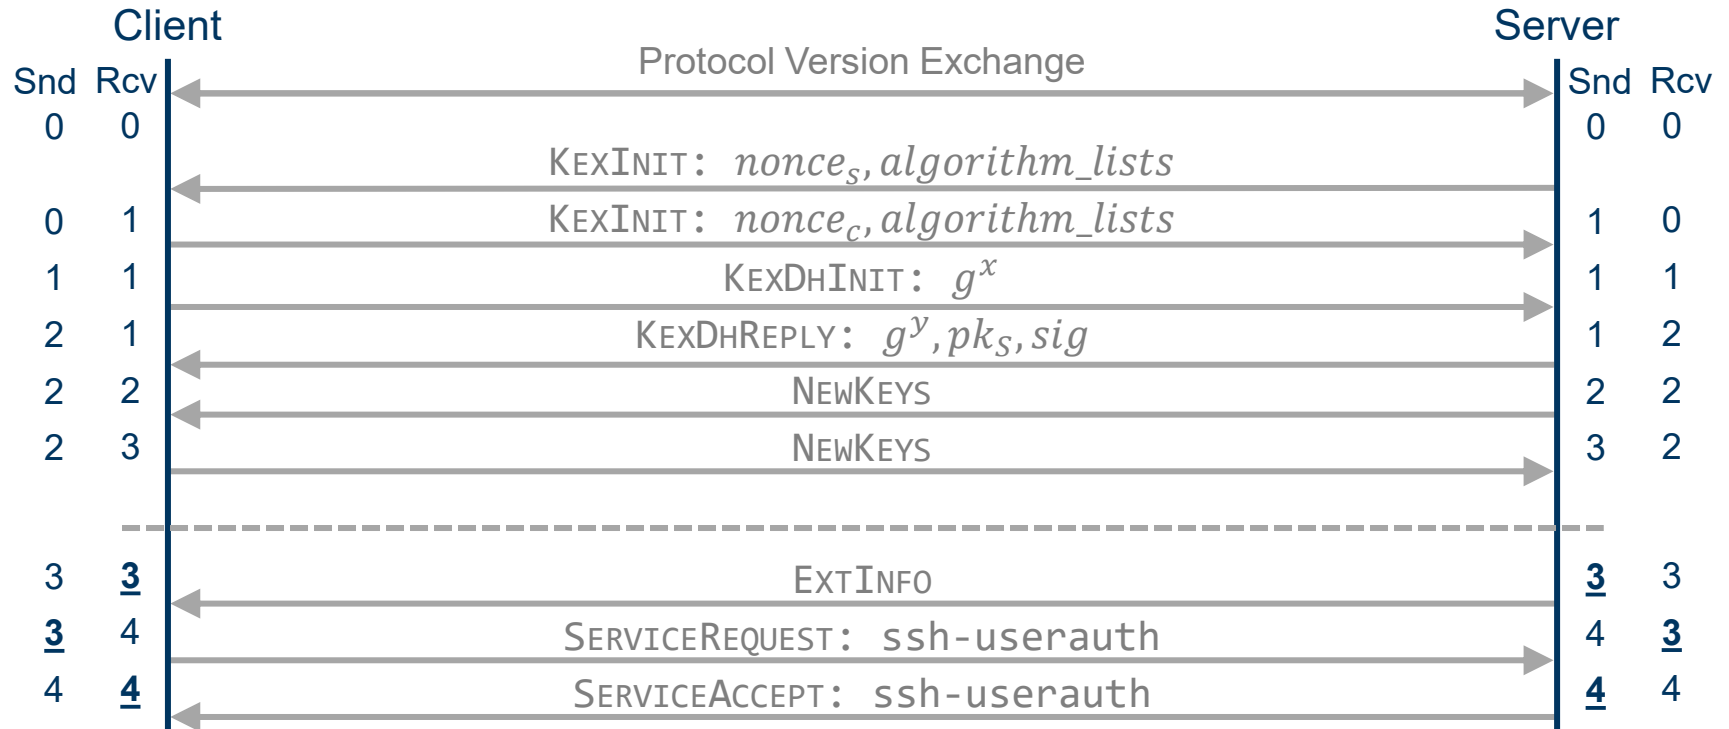 Client Server
Protocol Version Exchange
Snd Rcv Snd Rcv
0 0 0 0
KEXINIT: nonce_s, algorithm_lists
0 1 KEXINIT: nonce_c, algorithm_lists 1 0
1 1 KEXDHINIT: g^x 1 1
2 1 KEXDHREPLY: g^y, pk_S, sig 1 2
2 2 NEWKEYS 2 2
2 3 NEWKEYS 3 2
3 3 EXTINFO 3 3
3 4 SERVICEREQUEST: ssh-userauth 4 3
4 4 SERVICEACCEPT: ssh-userauth 4 4